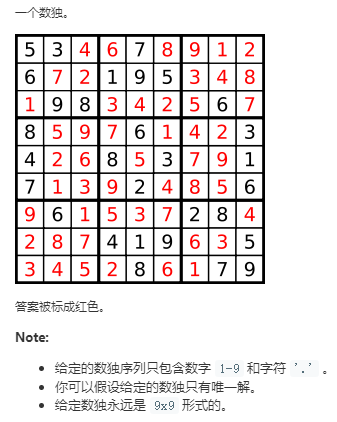 一个数独。
5 3 4 6 7 8 9 1 2
6 7 2 1 9 5 3 4 8
1 9 8 3 4 2 5 6 7
8 5 9 7 6 1 4 2 3
4 2 6 8 5 3 7 9 1
7 1 3 9 2 4 8 5 6
9 6 1 5 3 7 2 8 4
2 8 7 4 1 9 6 3 5
3 4 5 2 8 6 1 7 9
答案被标成红色。
Note:
• 给定的数独序列只包含数字 1-9 和字符 '.' 。
• 你可以假设给定的数独只有唯一解。
• 给定数独永远是 9x9 形式的。